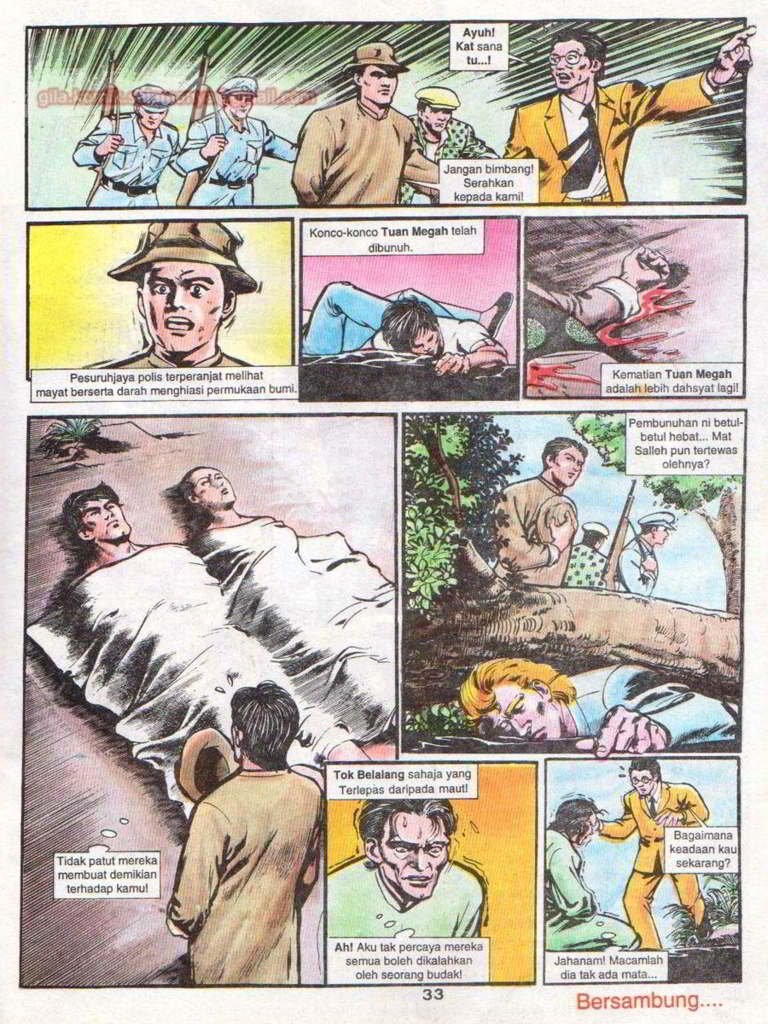 Ayuh!
Kat sana
tu...!
Jangan bimbang!
Serahkan
kepada kami!
Pesuruhjaya polis terperanjat melihat
mayat berserta darah menghiasi permukaan bumi.
Konco-konco Tuan Megah telah
dibunuh.
Kematian Tuan Megah
adalah lebih dahsyat lagi!
Tidak patut mereka
membuat demikian
terhadap kamu!
Pembunuhan ni betul-
betul hebat... Mat
Salleh pun tertewas
olehnya?
Tok Belalang sahaja yang
Terlepas daripada maut!
Ah! Aku tak percaya mereka
semua boleh dikalahkan
oleh seorang budak!
Bagaimana
keadaan kau
sekarang?
Jahanam! Macamlah
dia tak ada mata...
33
Bersambung....